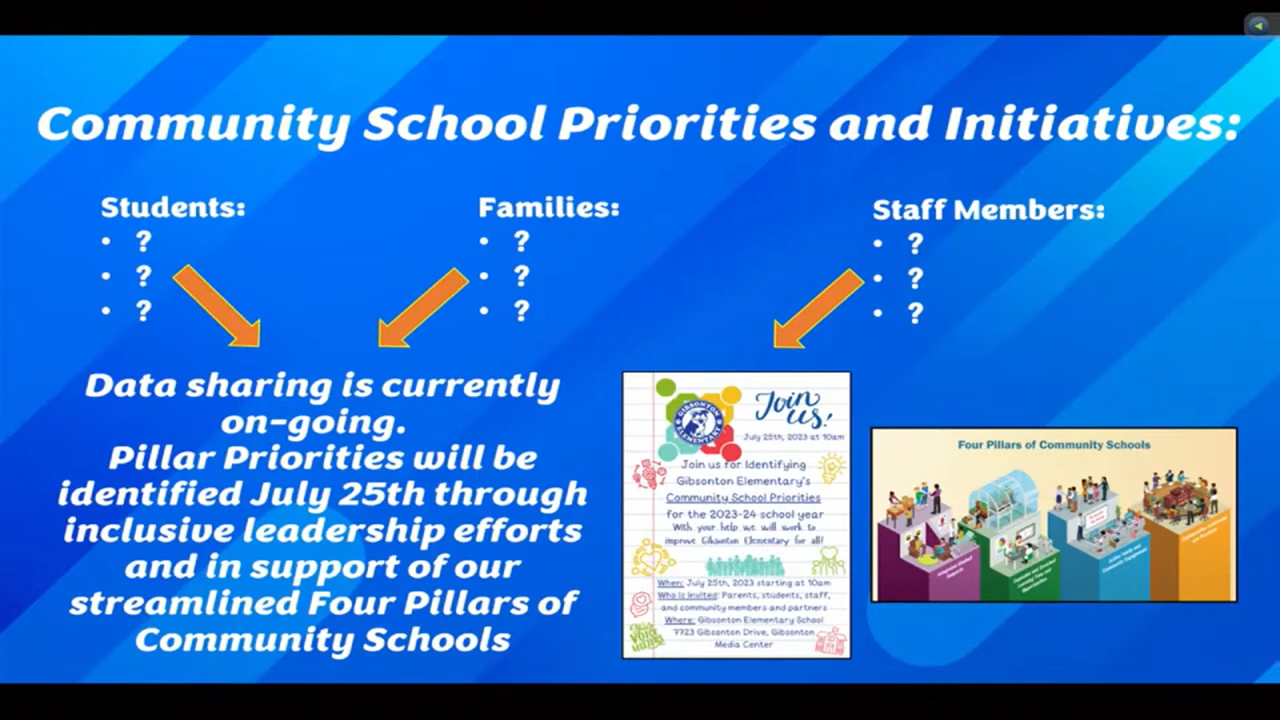 Community School Priorities and Initiatives:
Students:
• ?
• ?
• ?
Families:
• ?
• ?
• ?
Staff Members:
• ?
• ?
• ?
Data sharing is currently
on-going.
Pillar Priorities will be
identified July 25th through
inclusive leadership efforts
and in support of our
streamlined Four Pillars of
Community Schools
GIBSONTON
ELEMENTARY
Join
us!
July 25th, 2023 at 10am
Join us for Identifying
Gibsonton Elementary's
Community School Priorities
for the 2023-24 school year
With your help we will work to
improve Gibsonton Elementary for all!
When: July 25th, 2023 starting at 10am
Who is Invited: Parents, students, staff,
and community members and partners
Where: Gibsonton Elementary School
7723 Gibsonton Drive, Gibsonton
Media Center
Four Pillars of Community Schools